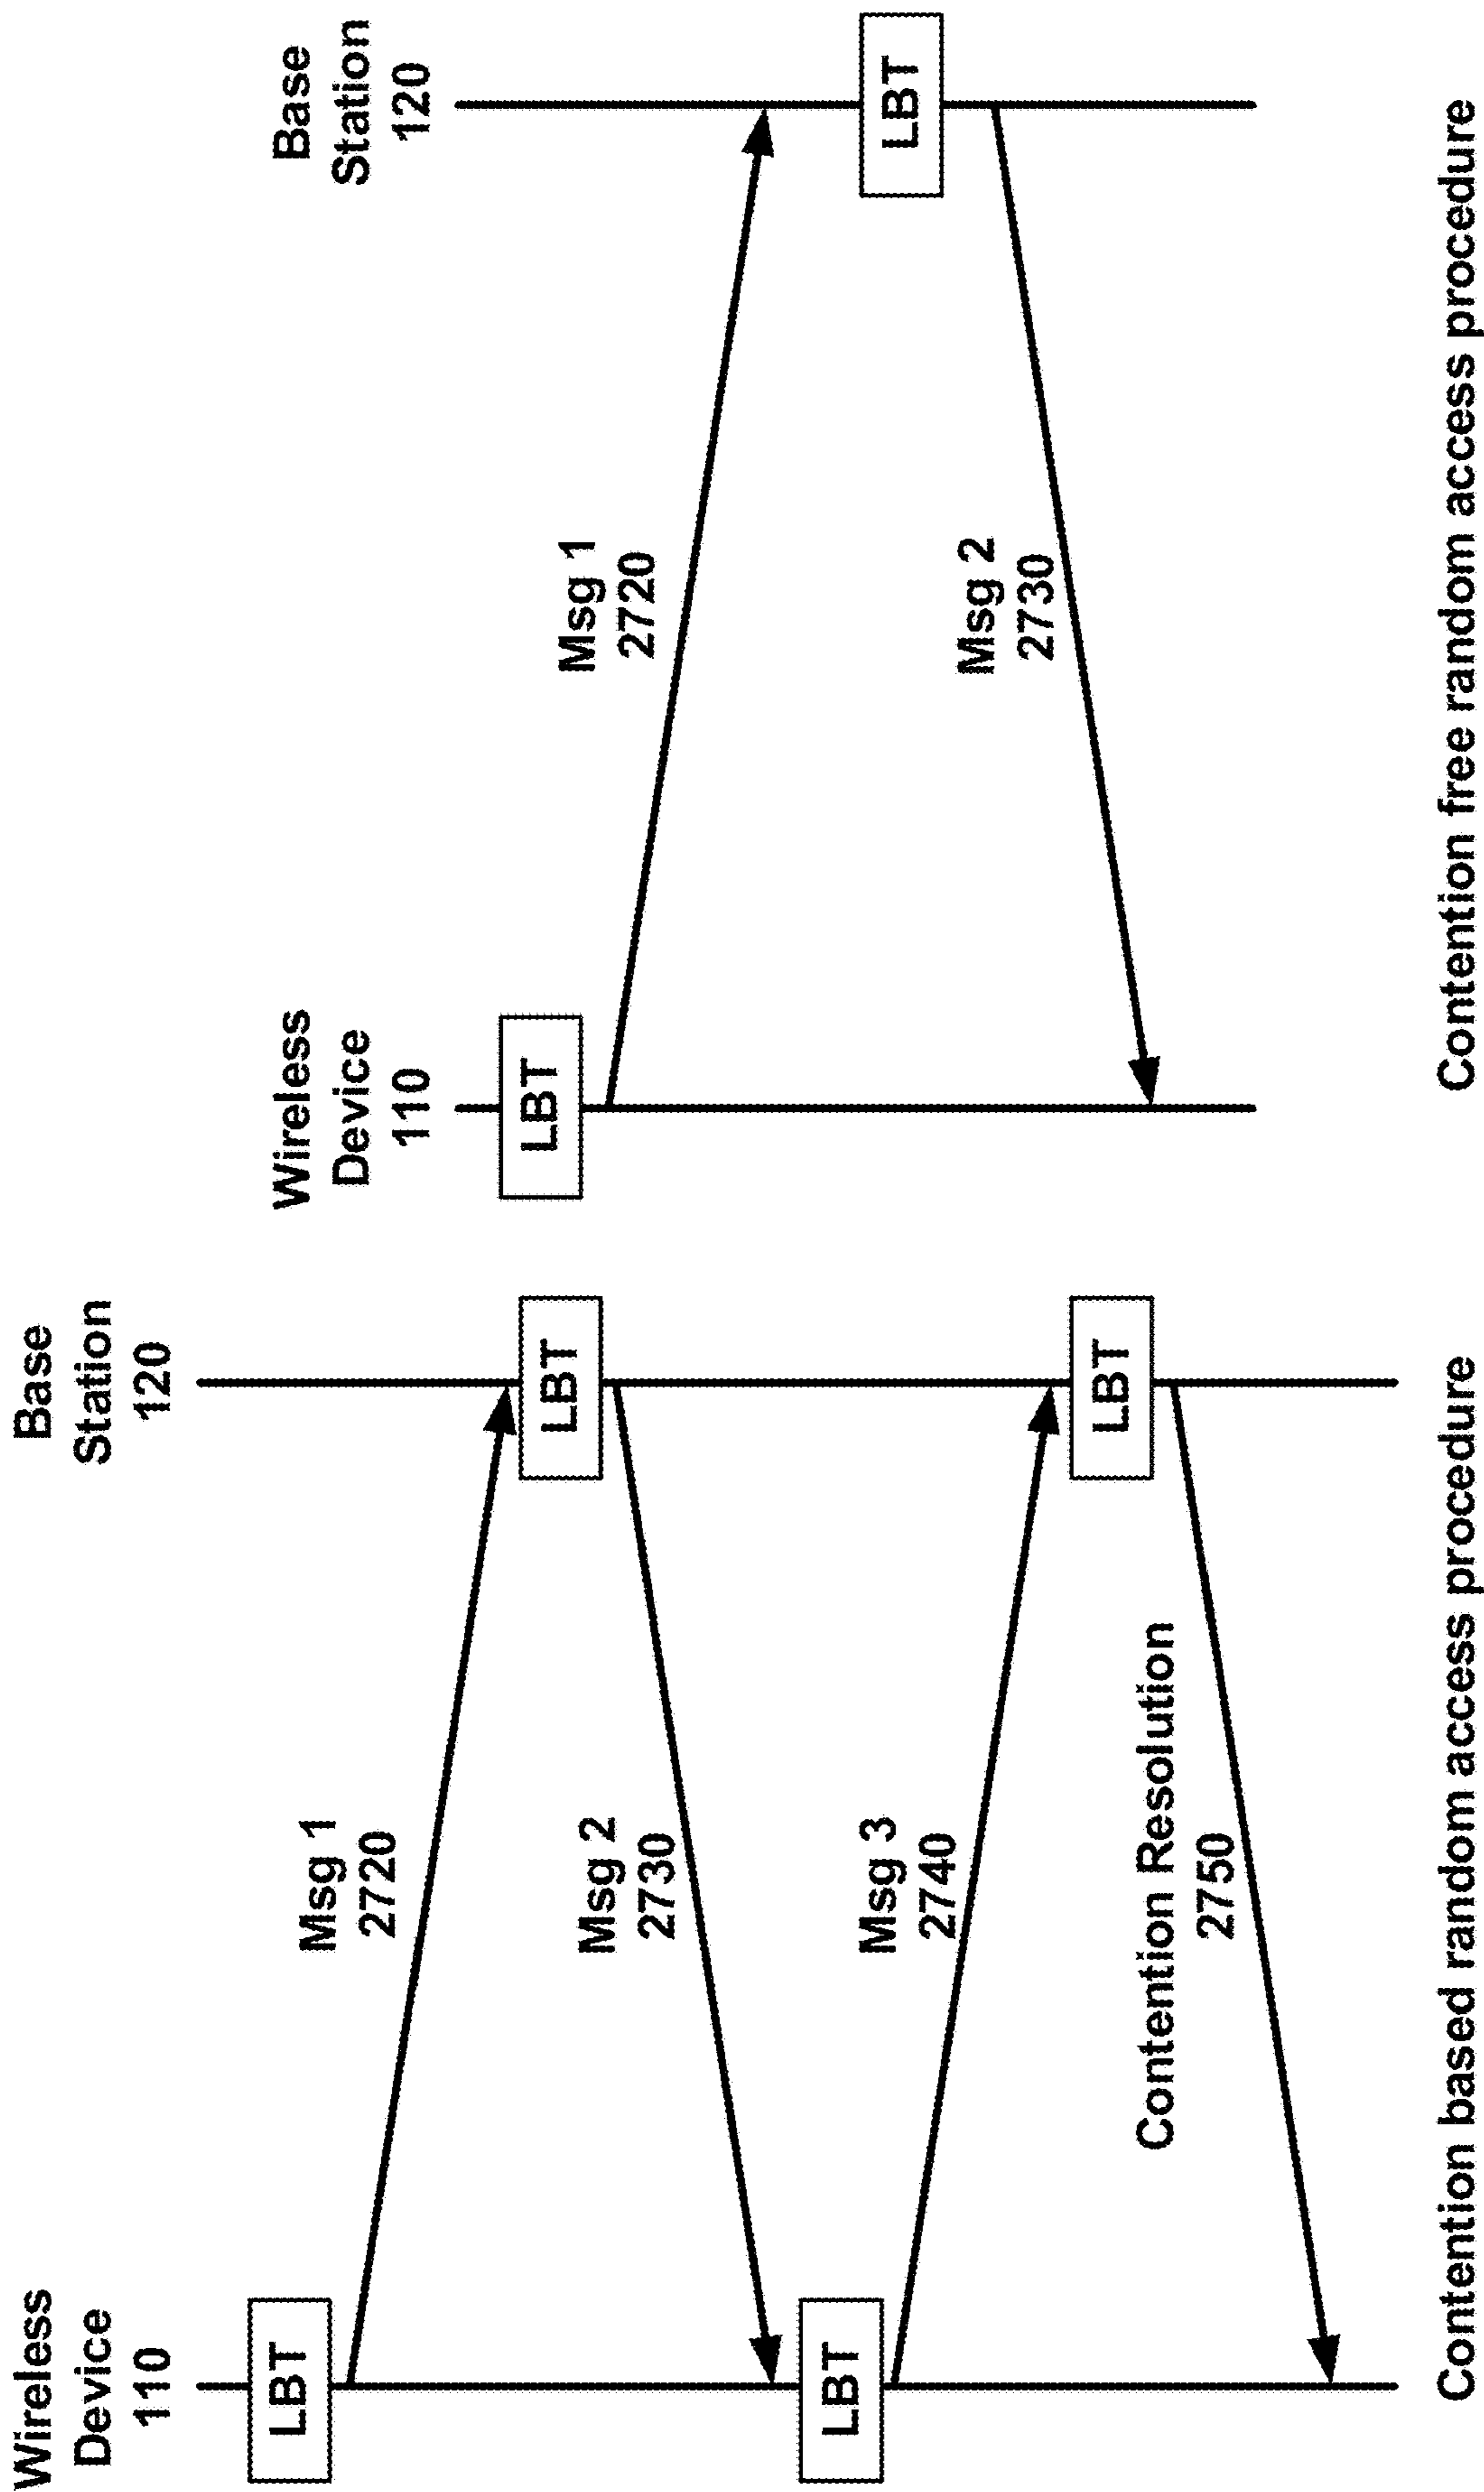 Wireless
Device
110
Base
Station
120
LBT
Msg 1
2720
LBT
Msg 2
2730
LBT
Msg 3
2740
LBT
Contention Resolution
2750
Contention based random access procedure
Wireless
Device
110
Base
Station
120
LBT
Msg 1
2720
LBT
Msg 2
2730
Contention free random access procedure